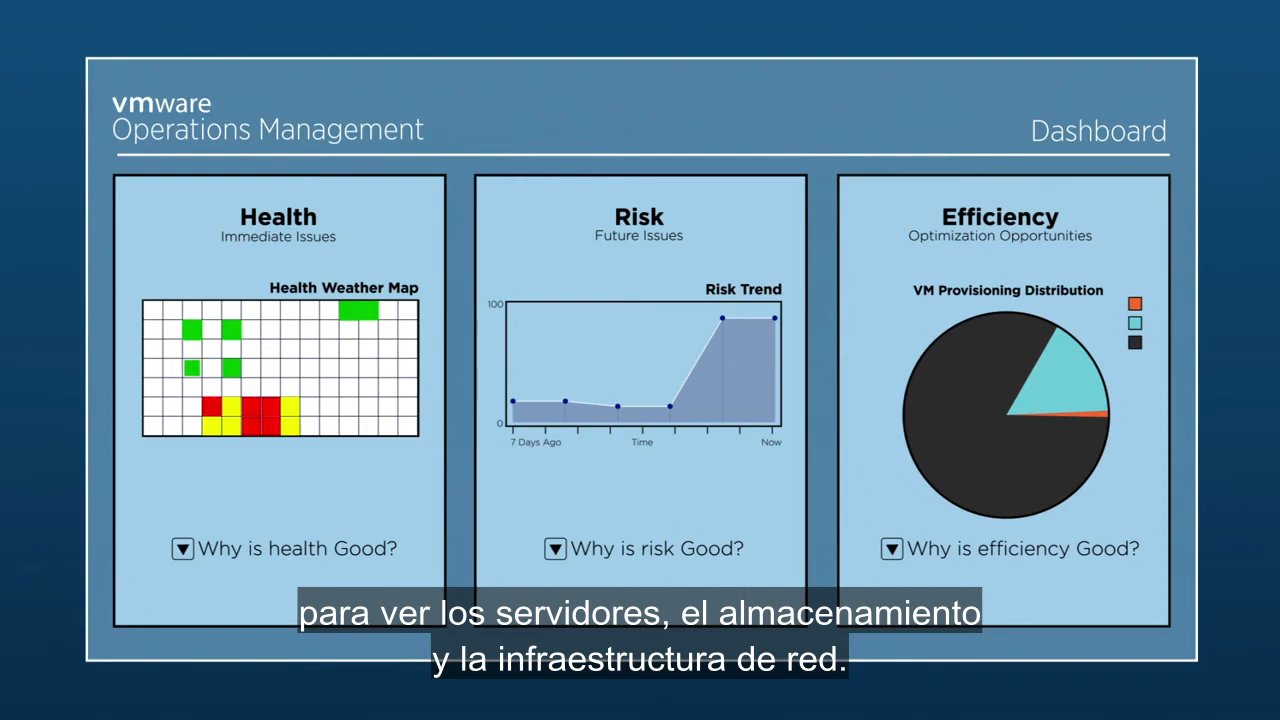 vmware
Operations Management
Dashboard
Health
Immediate Issues
Health Weather Map
Why is health Good?
Risk
Future Issues
Risk Trend
100
0
7 Days Ago
Time
Now
Why is risk Good?
Efficiency
Optimization Opportunities
VM Provisioning Distribution
Why is efficiency Good?
para ver los servidores, el almacenamiento
y la infraestructura de red.